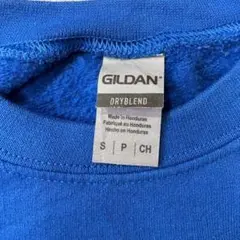 GILDAN
DRYBLEND
Made in Honduras
Fabriqué au Honduras
Hecho en Honduras
S P CH